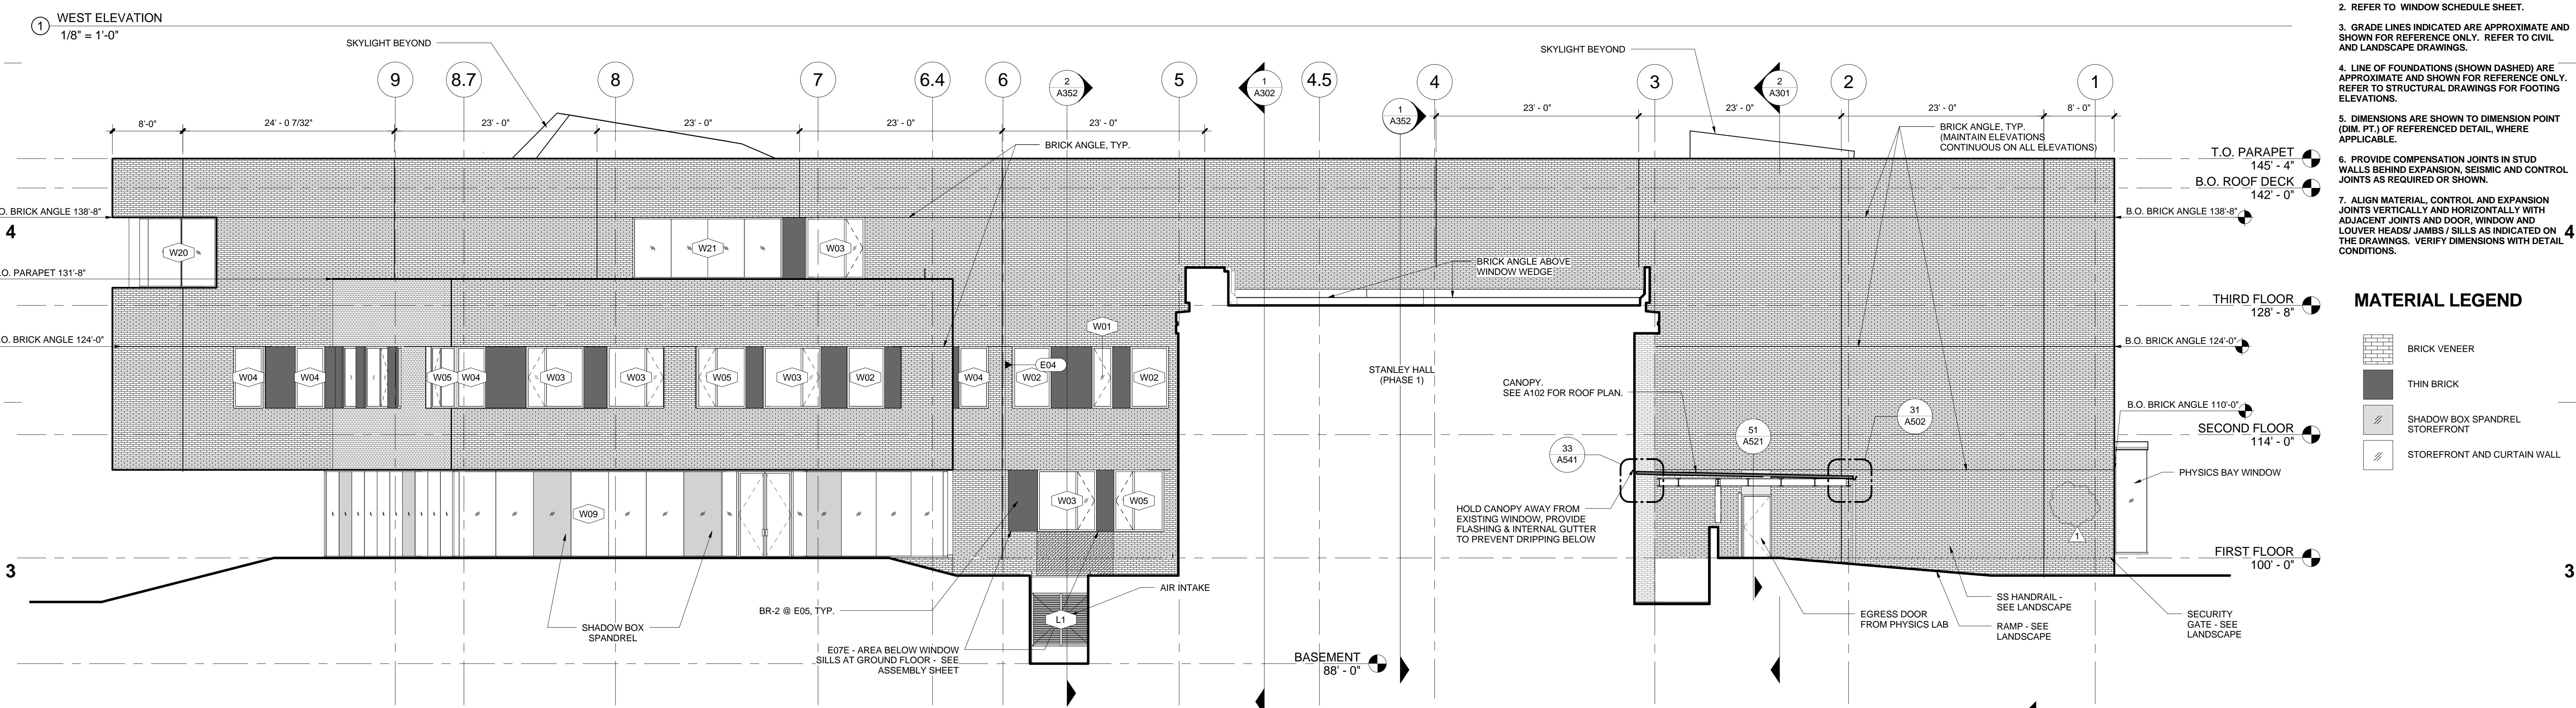 1
WEST ELEVATION
1/8" = 1'-0"
SKYLIGHT BEYOND
SKYLIGHT BEYOND
9
8.7
8
7
6.4
6
2
A352
5
1
A302
4.5
1
A352
4
3
2
A301
2
1
8'-0"
24' - 0 7/32"
23' - 0"
23' - 0"
23' - 0"
23' - 0"
23' - 0"
23' - 0"
23' - 0"
8' - 0"
BRICK ANGLE, TYP.
BRICK ANGLE, TYP.
(MAINTAIN ELEVATIONS
CONTINUOUS ON ALL ELEVATIONS)
T.O. PARAPET
145' - 4"
B.O. ROOF DECK
142' - 0"
.O. BRICK ANGLE 138'-8"
B.O. BRICK ANGLE 138'-8"
4
W20
W21
W03
BRICK ANGLE ABOVE
WINDOW WEDGE
.O. PARAPET 131'-8"
THIRD FLOOR
128' - 8"
.O. BRICK ANGLE 124'-0"
B.O. BRICK ANGLE 124'-0"
W01
E04
W04
W04
W05
W04
W03
W03
W05
W03
W02
W04
W02
W02
STANLEY HALL
(PHASE 1)
CANOPY.
SEE A102 FOR ROOF PLAN.
31
A502
51
A521
33
A541
B.O. BRICK ANGLE 110'-0"
SECOND FLOOR
114' - 0"
PHYSICS BAY WINDOW
W09
W03
W05
HOLD CANOPY AWAY FROM
EXISTING WINDOW, PROVIDE
FLASHING & INTERNAL GUTTER
TO PREVENT DRIPPING BELOW
1
FIRST FLOOR
100' - 0"
3
AIR INTAKE
BR-2 @ E05, TYP.
L1
SHADOW BOX
SPANDREL
E07E - AREA BELOW WINDOW
SILLS AT GROUND FLOOR - SEE
ASSEMBLY SHEET
BASEMENT
88' - 0"
EGRESS DOOR
FROM PHYSICS LAB
SS HANDRAIL -
SEE LANDSCAPE
RAMP - SEE
LANDSCAPE
SECURITY
GATE - SEE
LANDSCAPE
2. REFER TO WINDOW SCHEDULE SHEET.
3. GRADE LINES INDICATED ARE APPROXIMATE AND
SHOWN FOR REFERENCE ONLY. REFER TO CIVIL
AND LANDSCAPE DRAWINGS.
4. LINE OF FOUNDATIONS (SHOWN DASHED) ARE
APPROXIMATE AND SHOWN FOR REFERENCE ONLY.
REFER TO STRUCTURAL DRAWINGS FOR FOOTING
ELEVATIONS.
5. DIMENSIONS ARE SHOWN TO DIMENSION POINT
(DIM. PT.) OF REFERENCED DETAIL, WHERE
APPLICABLE.
6. PROVIDE COMPENSATION JOINTS IN STUD
WALLS BEHIND EXPANSION, SEISMIC AND CONTROL
JOINTS AS REQUIRED OR SHOWN.
7. ALIGN MATERIAL, CONTROL AND EXPANSION
JOINTS VERTICALLY AND HORIZONTALLY WITH
ADJACENT JOINTS AND DOOR, WINDOW AND
LOUVER HEADS/ JAMBS / SILLS AS INDICATED ON
THE DRAWINGS. VERIFY DIMENSIONS WITH DETAIL
CONDITIONS.
4
MATERIAL LEGEND
BRICK VENEER
THIN BRICK
SHADOW BOX SPANDREL
STOREFRONT
STOREFRONT AND CURTAIN WALL
3